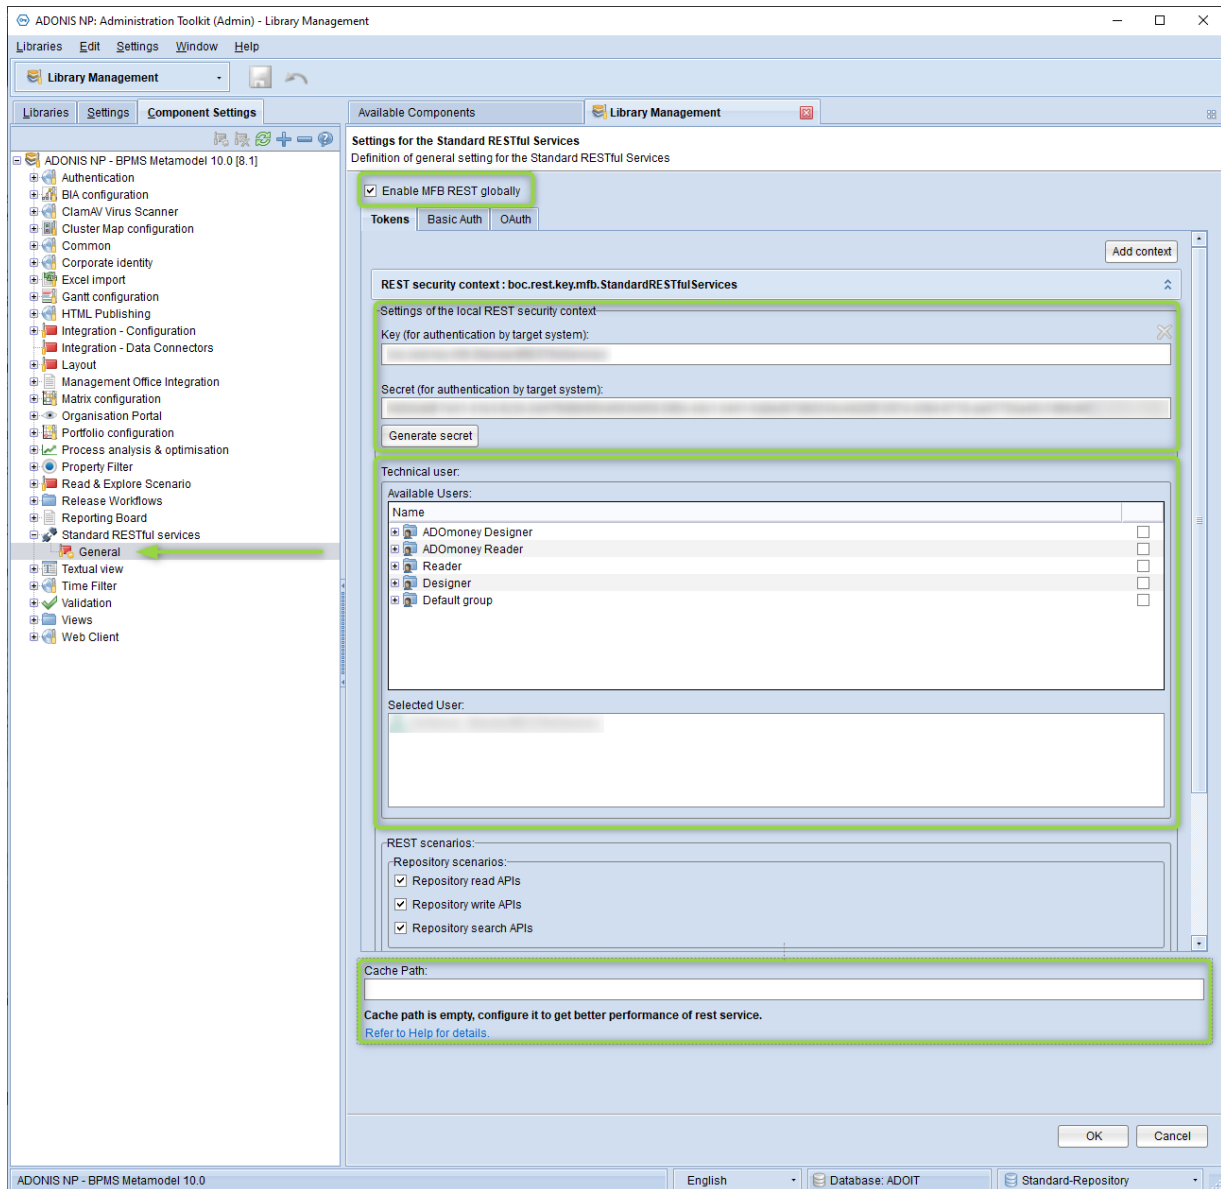 ADONIS NP: Administration Toolkit (Admin) - Library Management
Libraries Edit Settings Window Help
Library Management
Libraries Settings Component Settings
Available Components Library Management
ADONIS NP - BPMS Metamodel 10.0 [8.1]
Authentication
BIA configuration
ClamAV Virus Scanner
Cluster Map configuration
Common
Corporate identity
Excel import
Gantt configuration
HTML Publishing
Integration - Configuration
Integration - Data Connectors
Layout
Management Office Integration
Matrix configuration
Organisation Portal
Portfolio configuration
Process analysis & optimisation
Property Filter
Read & Explore Scenario
Release Workflows
Reporting Board
Standard RESTful services
General
Textual view
Time Filter
Validation
Views
Web Client
Settings for the Standard RESTful Services
Definition of general setting for the Standard RESTful Services
Enable MFB REST globally
Tokens Basic Auth OAuth
Add context
REST security context : boc.rest.key.mfb.StandardRESTfulServices
Settings of the local REST security context
Key (for authentication by target system):
Secret (for authentication by target system):
Generate secret
Technical user:
Available Users:
Name
ADOmoney Designer
ADOmoney Reader
Reader
Designer
Default group
Selected User:
REST scenarios:
Repository scenarios:
Repository read APIs
Repository write APIs
Repository search APIs
Cache Path:
Cache path is empty, configure it to get better performance of rest service.
Refer to Help for details.
OK Cancel
ADONIS NP - BPMS Metamodel 10.0 English Database: ADOIT Standard-Repository